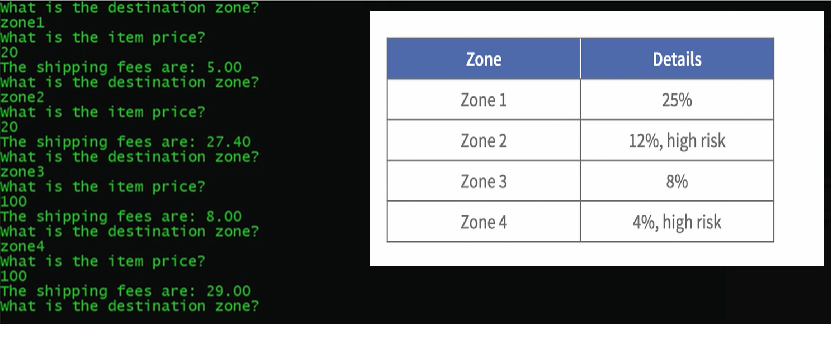 What is the destination zone?
zone1
What is the item price?
20
The shipping fees are: 5.00
What is the destination zone?
zone2
What is the item price?
20
The shipping fees are: 27.40
What is the destination zone?
zone3
What is the item price?
100
The shipping fees are: 8.00
What is the destination zone?
zone4
What is the item price?
100
The shipping fees are: 29.00
What is the destination zone?
Zone Details
Zone 1 25%
Zone 2 12%, high risk
Zone 3 8%
Zone 4 4%, high risk